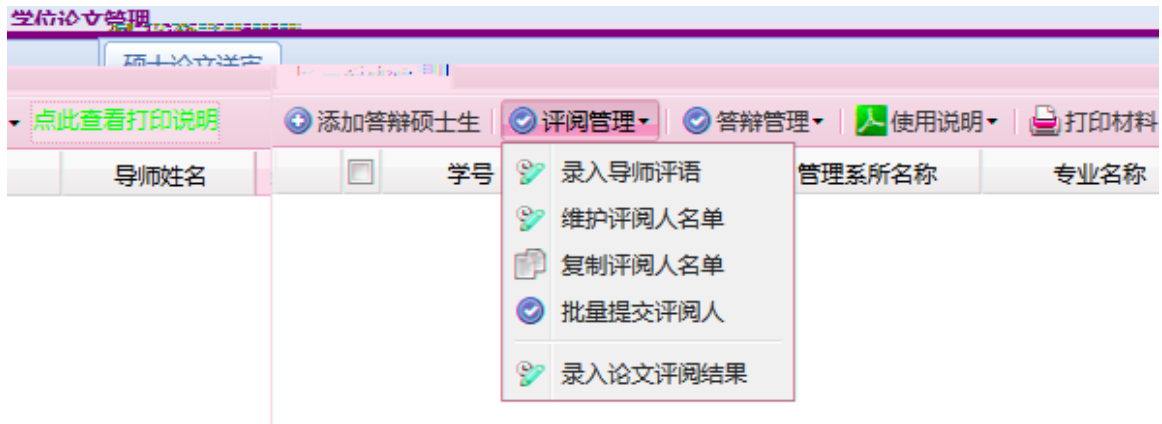 学位论文管理
硕士论文送审
点此查看打印说明 添加答辩硕士生 评阅管理 答辩管理 使用说明 打印材料
导师姓名 学号 管理系所名称 专业名称
录入导师评语
维护评阅人名单
复制评阅人名单
批量提交评阅人
录入论文评阅结果